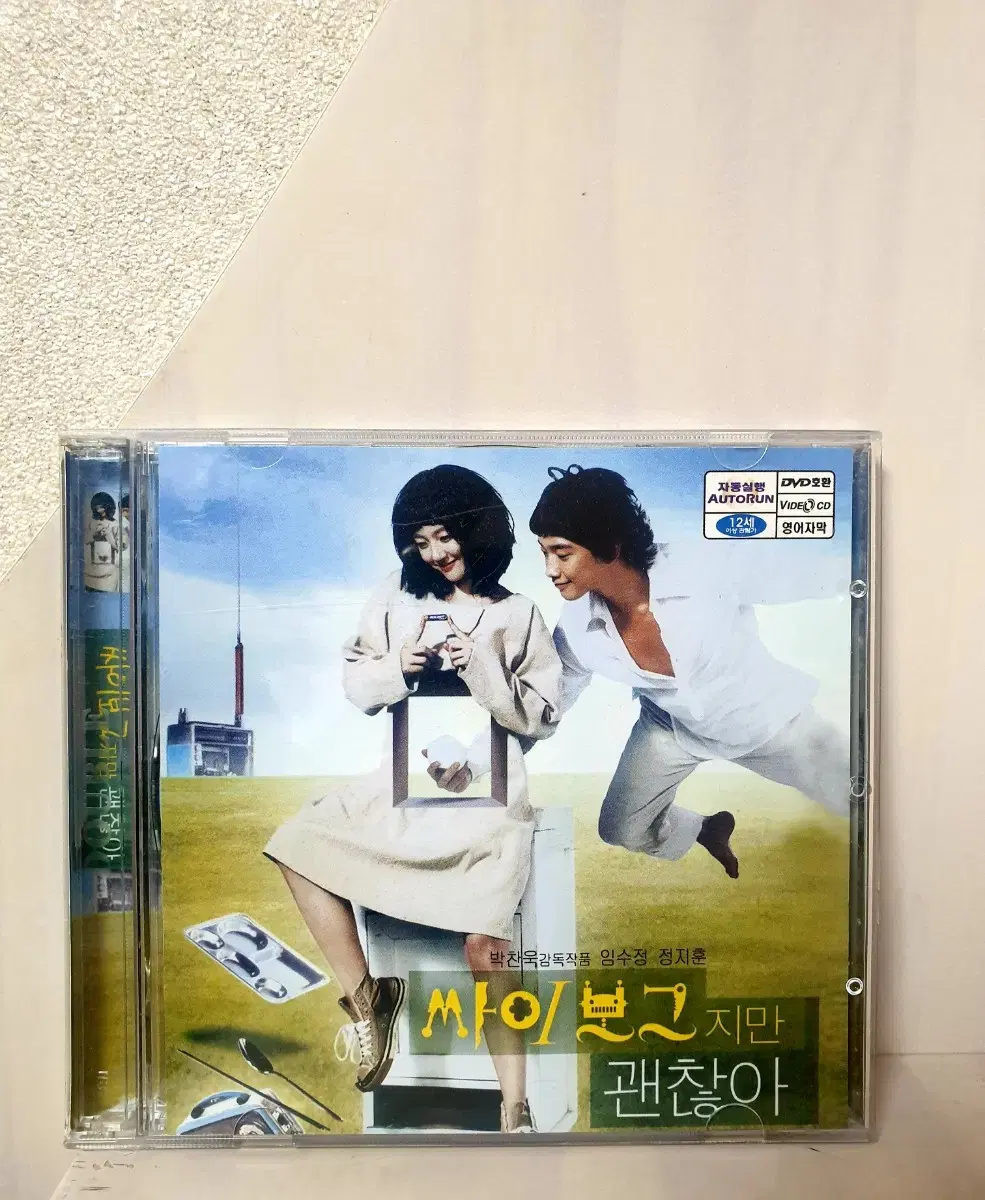 자동실행
AUTORUN
12세
DVD호환
VIDEO CD
영어자막
박찬욱감독작품 임수정 정지훈
싸이보그지만
괜찮아
싸이보그지만 괜찮아